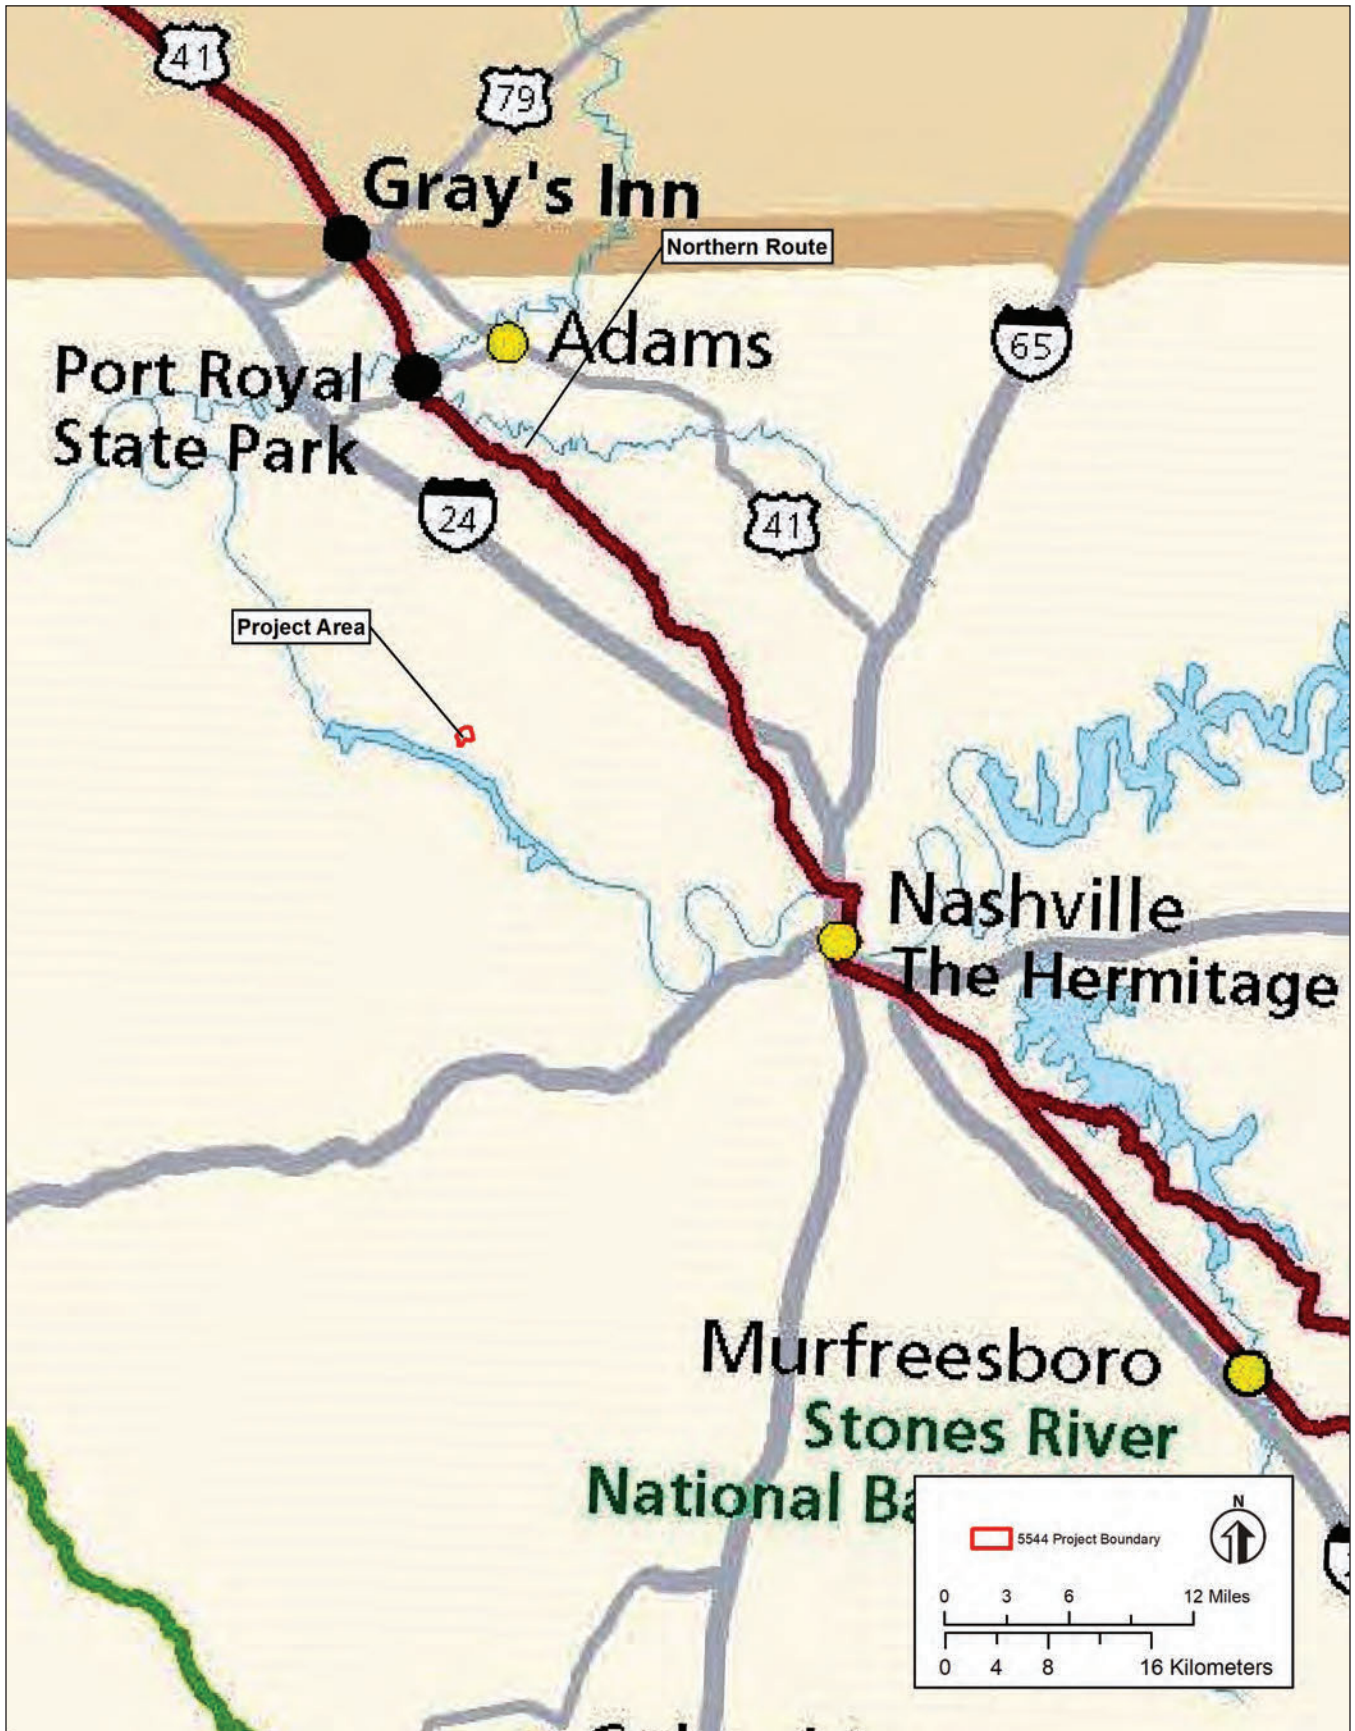 41
79
Gray's Inn
Northern Route
Adams
65
Port Royal
State Park
24
41
Project Area
Nashville
The Hermitage
Murfreesboro
Stones River
National Ba
N
5544 Project Boundary
0 3 6 12 Miles
0 4 8 16 Kilometers